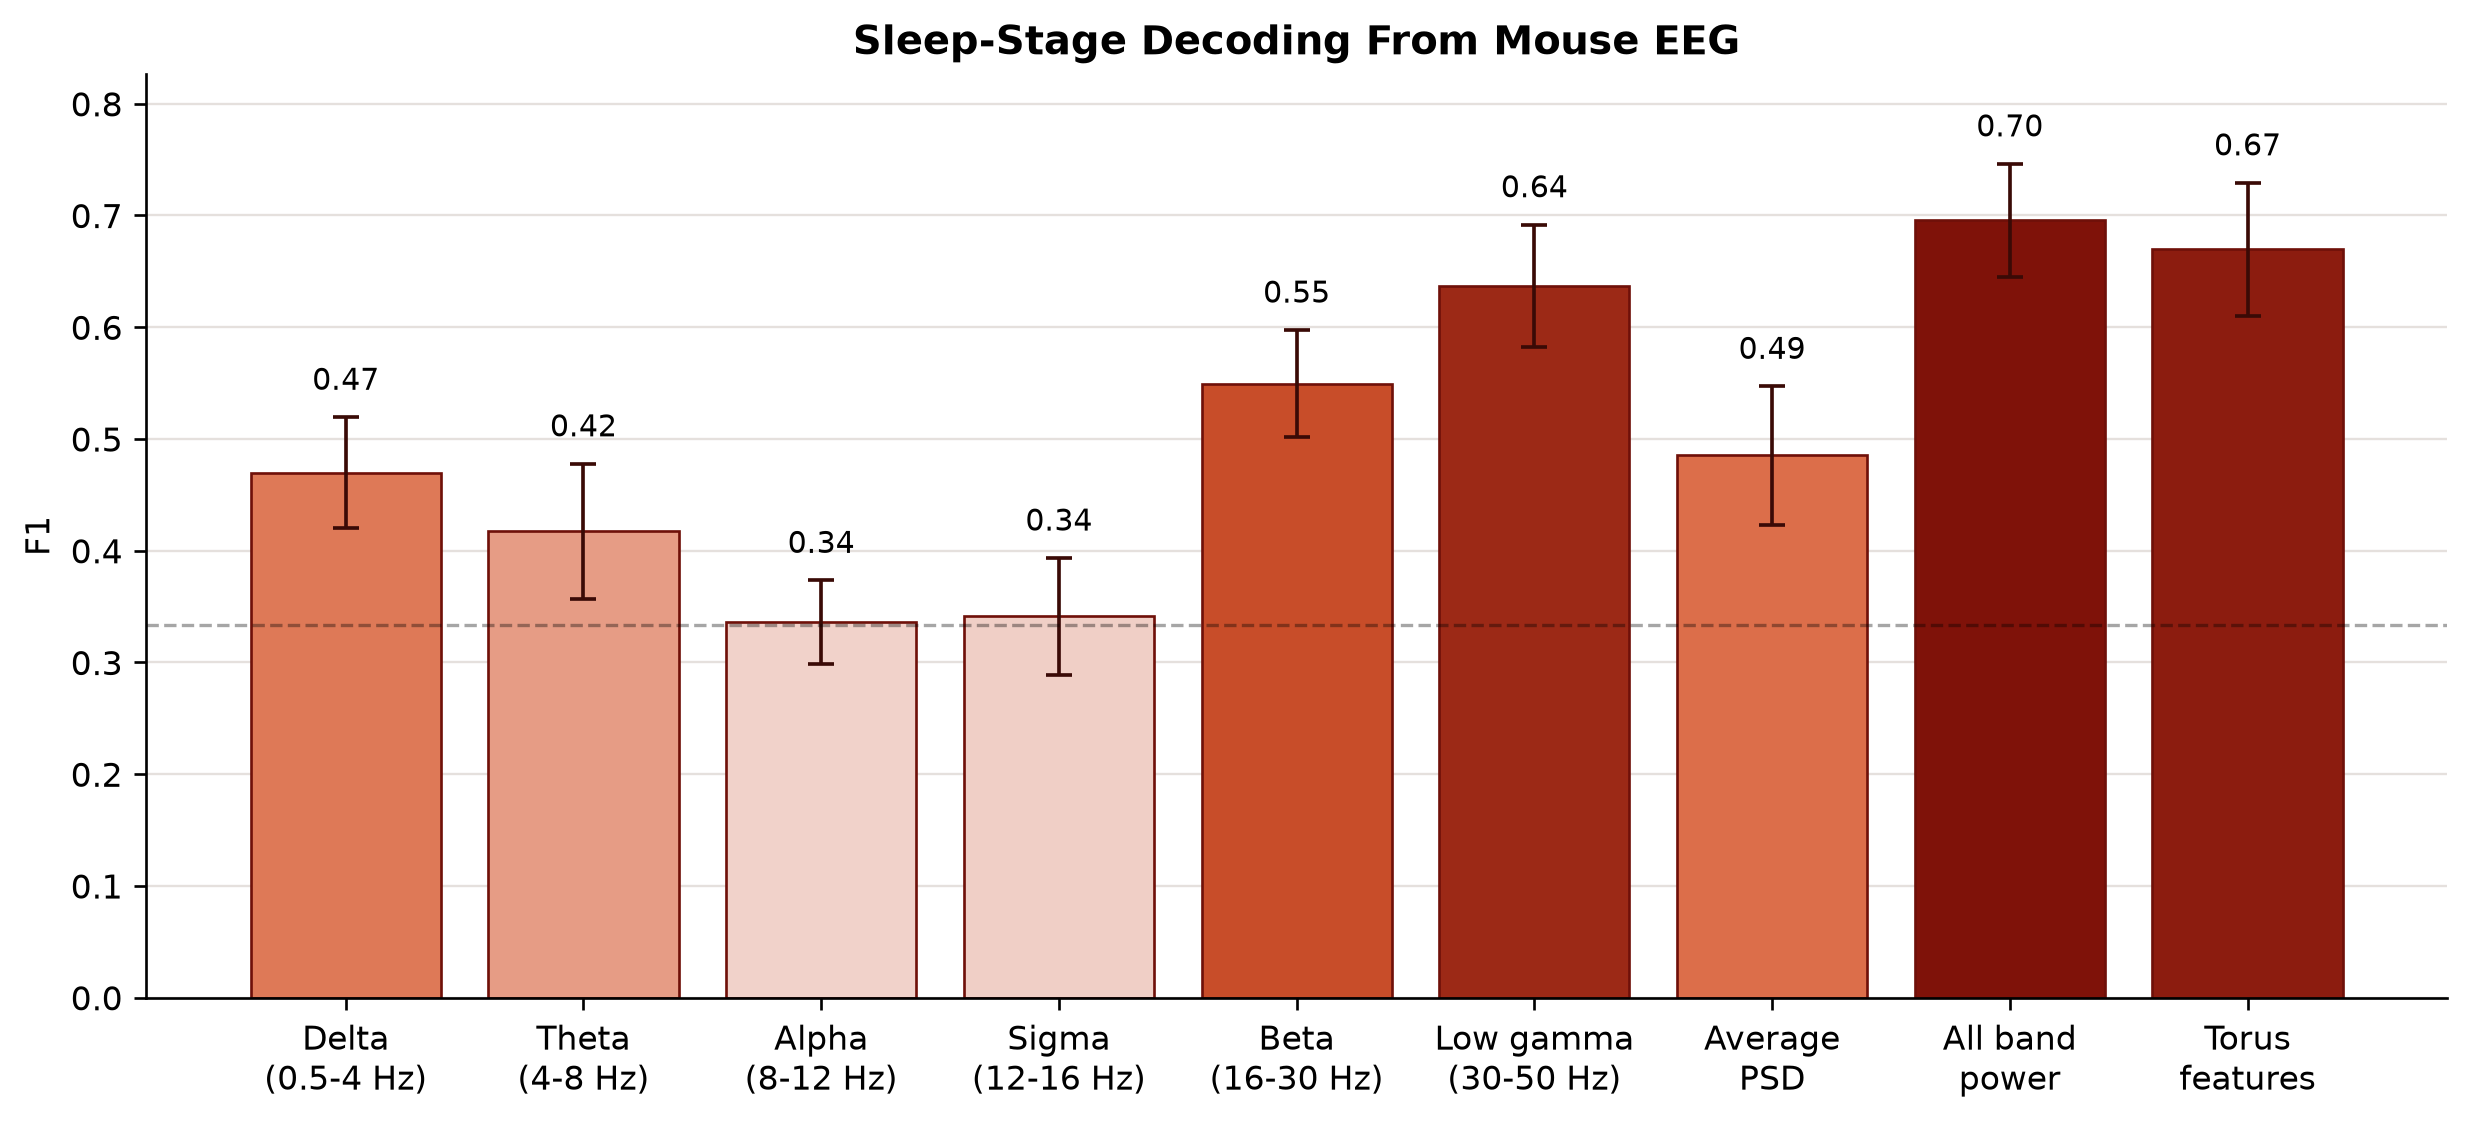 Sleep-Stage Decoding From Mouse EEG
F1
0.8
0.7
0.6
0.5
0.4
0.3
0.2
0.1
0.0
0.47
0.42
0.34
0.34
0.55
0.64
0.49
0.70
0.67
Delta
(0.5-4 Hz)
Theta
(4-8 Hz)
Alpha
(8-12 Hz)
Sigma
(12-16 Hz)
Beta
(16-30 Hz)
Low gamma
(30-50 Hz)
Average
PSD
All band
power
Torus
features